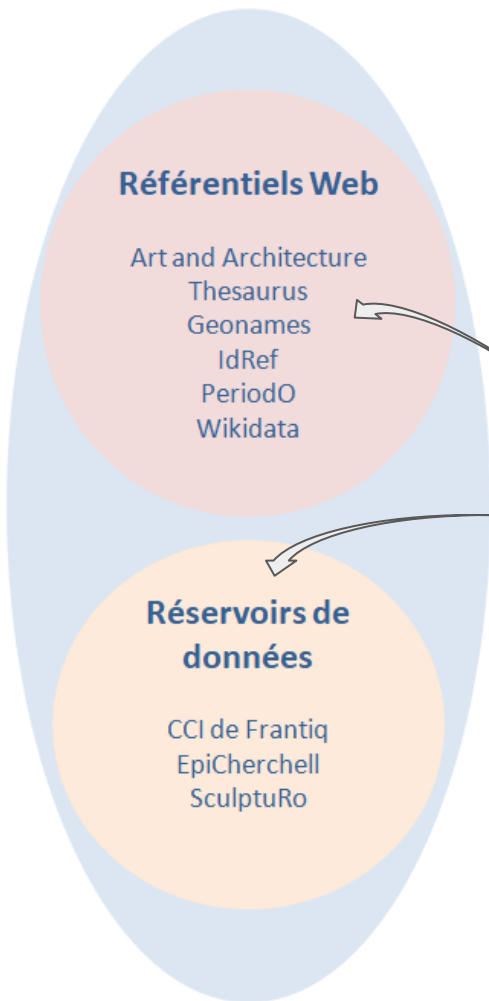 Référentiels Web
Art and Architecture
Thesaurus
Geonames
IdRef
PeriodO
Wikidata
Réservoirs de
données
CCI de Frantiq
EpiCherchell
SculptuRo